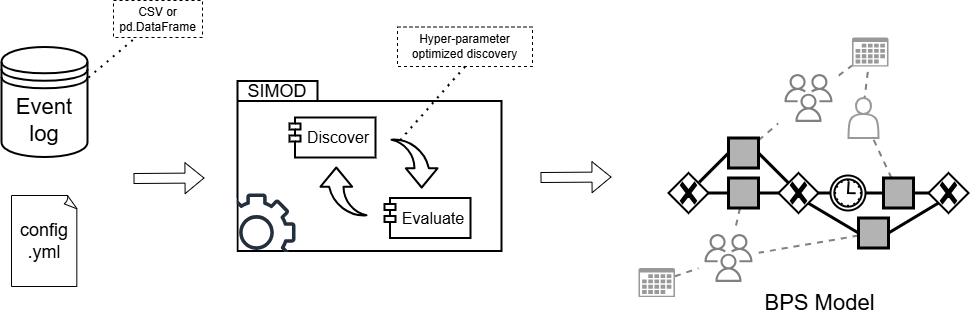 CSV or
pd.DataFrame
Event
log
config
.yml
SIMOD
Hyper-parameter
optimized discovery
Discover
Evaluate
BPS Model